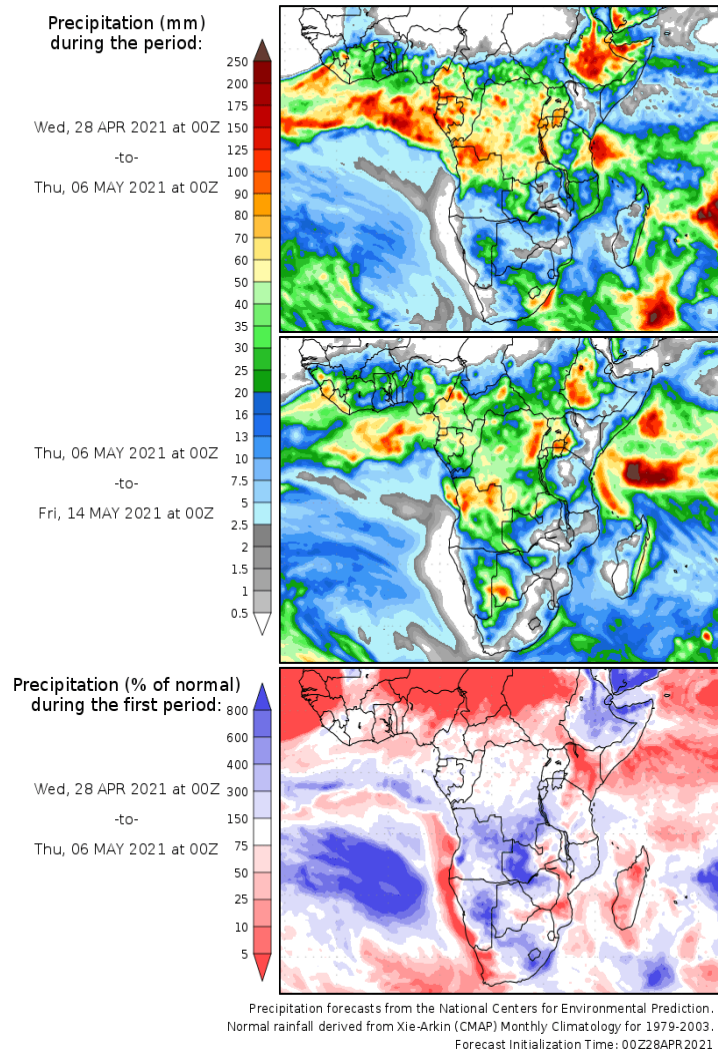 Precipitation (mm)
during the period:
250
200
175
150
125
100
90
80
70
60
50
40
35
30
25
20
16
13
10
7.5
5
2.5
2
1.5
1
0.5
Wed, 28 APR 2021 at 00Z
-to-
Thu, 06 MAY 2021 at 00Z
Thu, 06 MAY 2021 at 00Z
-to-
Fri, 14 MAY 2021 at 00Z
Precipitation (% of normal)
during the first period:
800
600
400
300
150
75
50
25
10
5
Wed, 28 APR 2021 at 00Z
-to-
Thu, 06 MAY 2021 at 00Z
Precipitation forecasts from the National Centers for Environmental Prediction.
Normal rainfall derived from Xie-Arkin (CMAP) Monthly Climatology for 1979-2003.
Forecast Initialization Time: 00Z28APR2021